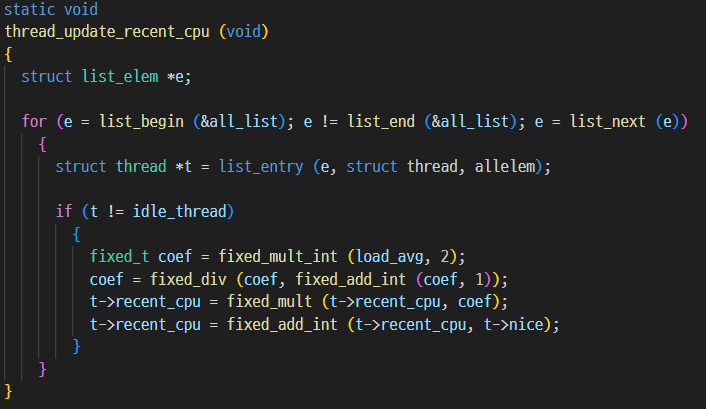 static void
thread_update_recent_cpu (void)
{
  struct list_elem *e;

  for (e = list_begin (&all_list); e != list_end (&all_list); e = list_next (e))
    {
      struct thread *t = list_entry (e, struct thread, allelem);

      if (t != idle_thread)
        {
          fixed_t coef = fixed_mult_int (load_avg, 2);
          coef = fixed_div (coef, fixed_add_int (coef, 1));
          t->recent_cpu = fixed_mult (t->recent_cpu, coef);
          t->recent_cpu = fixed_add_int (t->recent_cpu, t->nice);
        }
    }
}